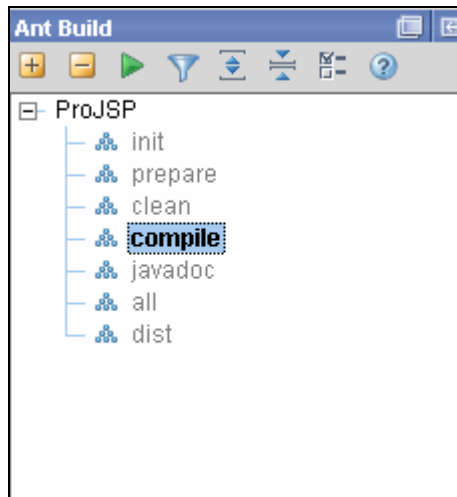 Ant Build
ProJSP
init
prepare
clean
compile
javadoc
all
dist